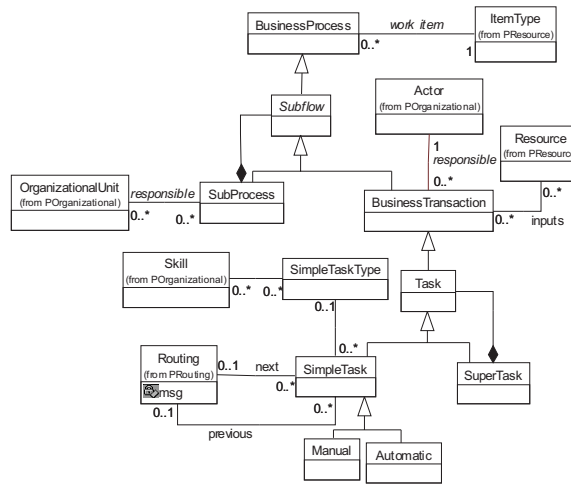 BusinessProcess
work item
0..*
1
ItemType
(from PResource)
Subflow
Actor
(from POrganizational)
1
responsible
0..*
Resource
(from PResource
0..*
0..*
inputs
OrganizationalUnit
(from POrganizational)
responsible
0..*
0..*
SubProcess
BusinessTransaction
Skill
(from POrganizational)
0..*
0..*
SimpleTaskType
0..1
Task
0..*
Routing
(from PRouting)
msg
0..1
next
0..*
SimpleTask
SuperTask
0..1
0..*
previous
Manual
Automatic